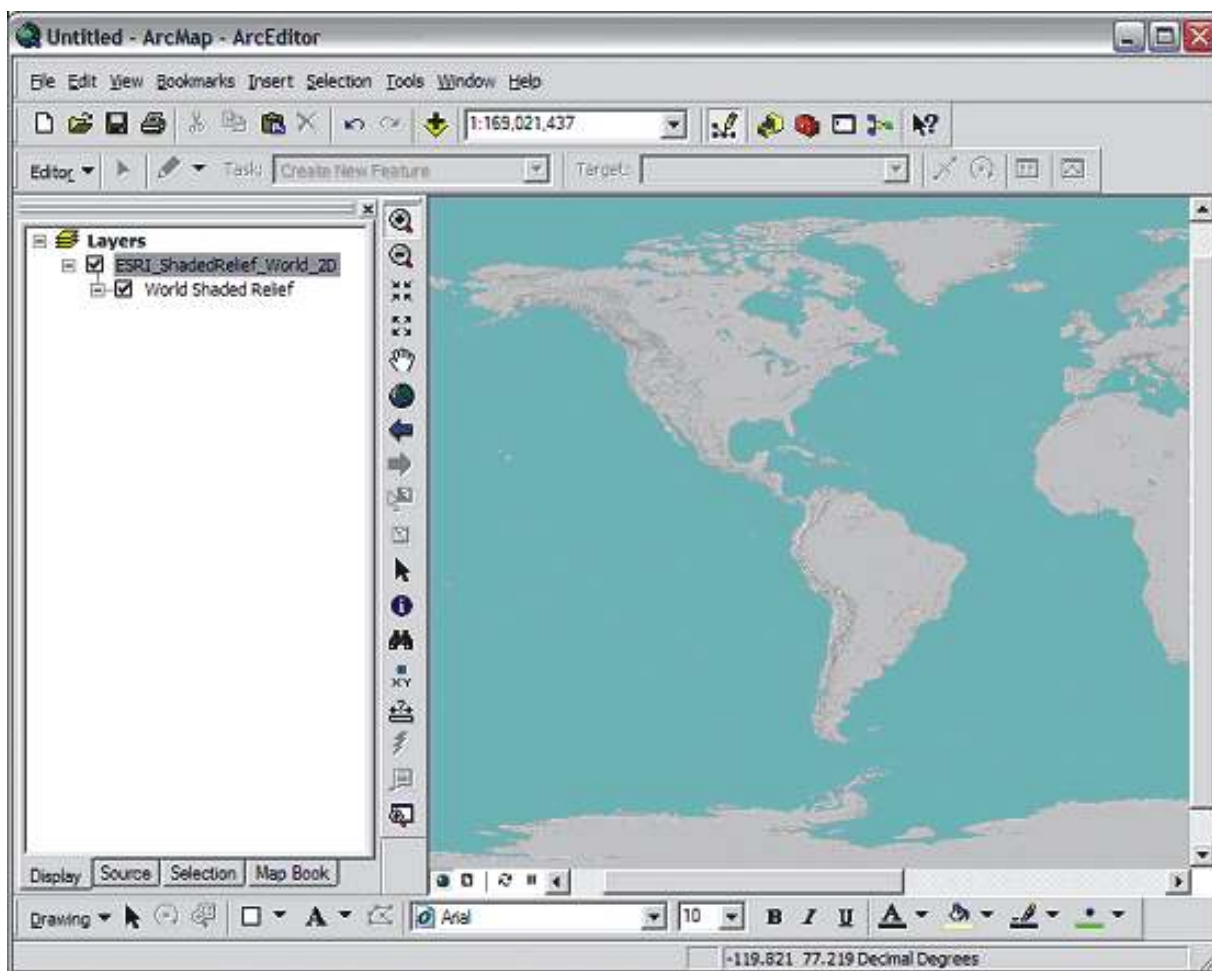 Untitled - ArcMap - ArcEditor
File Edit View Bookmarks Insert Selection Tools Window Help
1:169,021,437
Editor Task: Create New Feature Target:
Layers
ESRI_ShadedRelief_World_2D
World Shaded Relief
XY
Display Source Selection Map Book
Drawing A Arial 10 B I U A
-119.821 77.219 Decimal Degrees